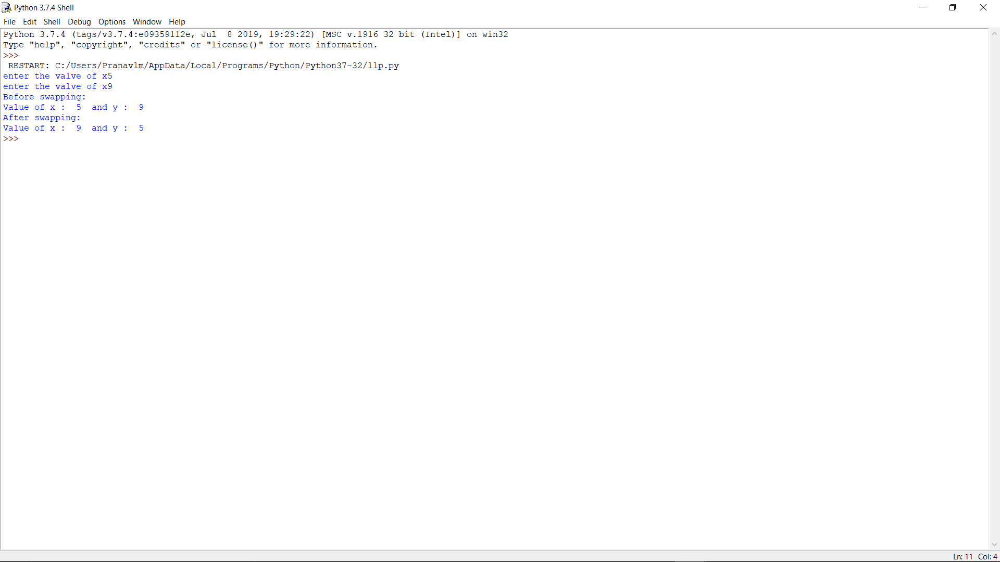 Python 3.7.4 Shell
File Edit Shell Debug Options Window Help
Python 3.7.4 (tags/v3.7.4:e09359112e, Jul  8 2019, 19:29:22) [MSC v.1916 32 bit (Intel)] on win32
Type "help", "copyright", "credits" or "license()" for more information.
>>>
 RESTART: C:/Users/Pranavlm/AppData/Local/Programs/Python/Python37-32/llp.py
enter the valve of x5
enter the valve of x9
Before swapping:
Value of x :  5  and y :  9
After swapping:
Value of x :  9  and y :  5
>>>
Ln: 11 Col: 4